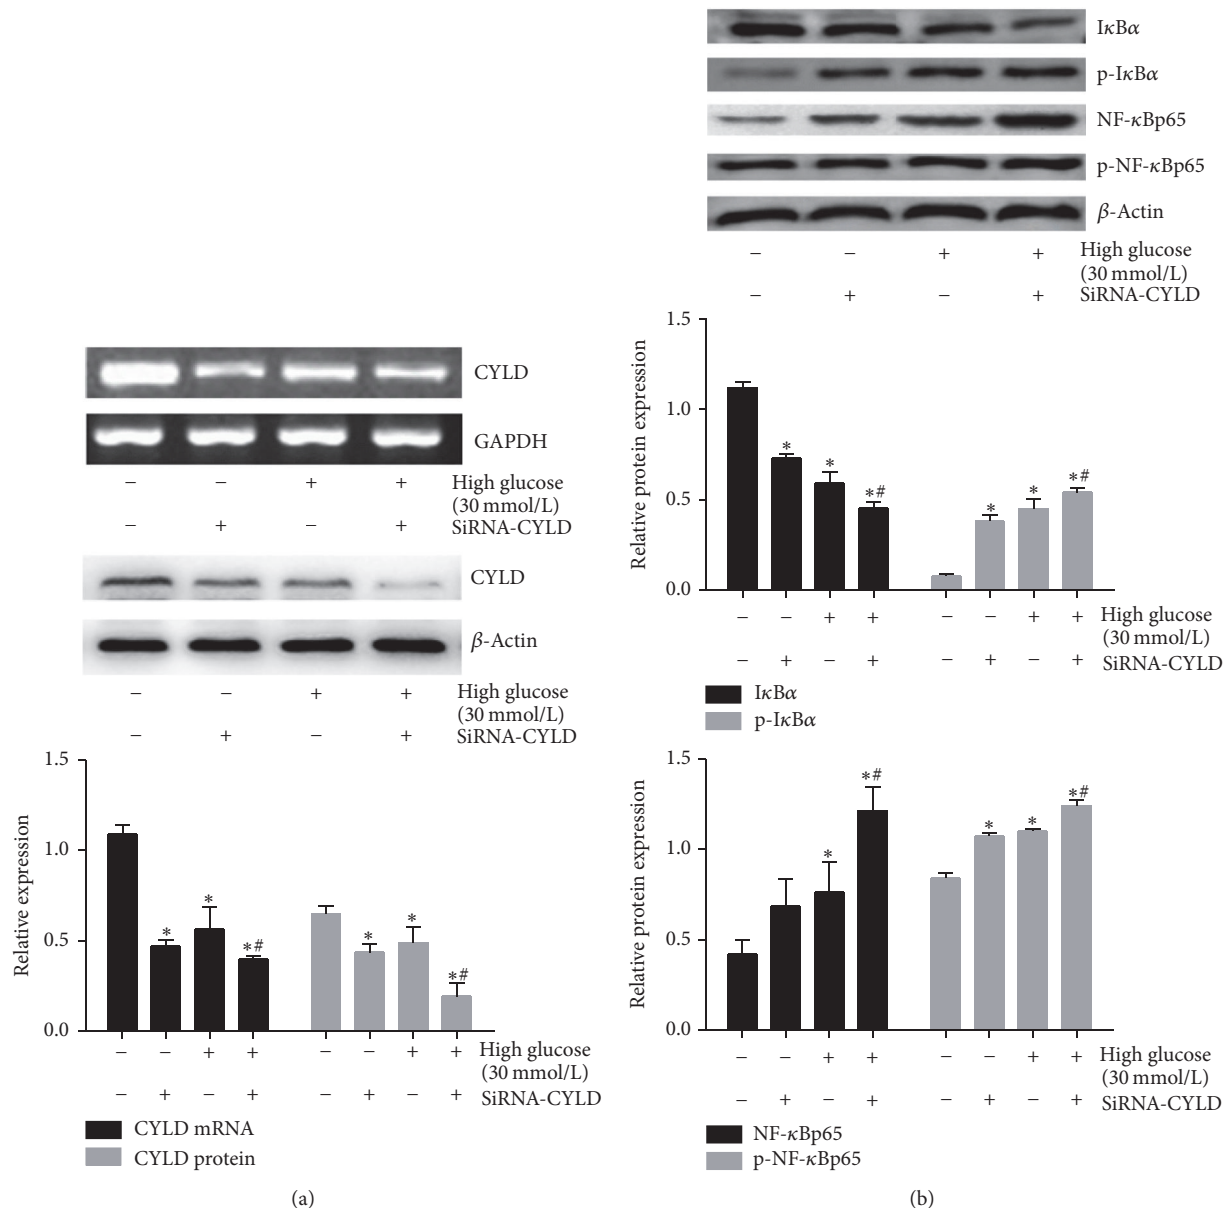 CYLD
GAPDH
− − + + High glucose
(30 mmol/L)
− + − + SiRNA-CYLD
CYLD
β-Actin
− − + + High glucose
(30 mmol/L)
− + − + SiRNA-CYLD
1.5
1.0
0.5
0.0
Relative expression
* * *# * * *#
− − + + − − + + High glucose
(30 mmol/L)
− + − + − + − + SiRNA-CYLD
CYLD mRNA
CYLD protein
(a)
IκBα
p-IκBα
NF-κBp65
p-NF-κBp65
β-Actin
− − + + High glucose
(30 mmol/L)
− + − + SiRNA-CYLD
1.5
1.0
0.5
0.0
Relative protein expression
* * *# * * *#
− − + + − − + + High glucose
(30 mmol/L)
− + − + − + − + SiRNA-CYLD
IκBα
p-IκBα
1.5
1.0
0.5
0.0
Relative protein expression
* *# * * *#
− − + + − − + + High glucose
(30 mmol/L)
− + − + − + − + SiRNA-CYLD
NF-κBp65
p-NF-κBp65
(b)